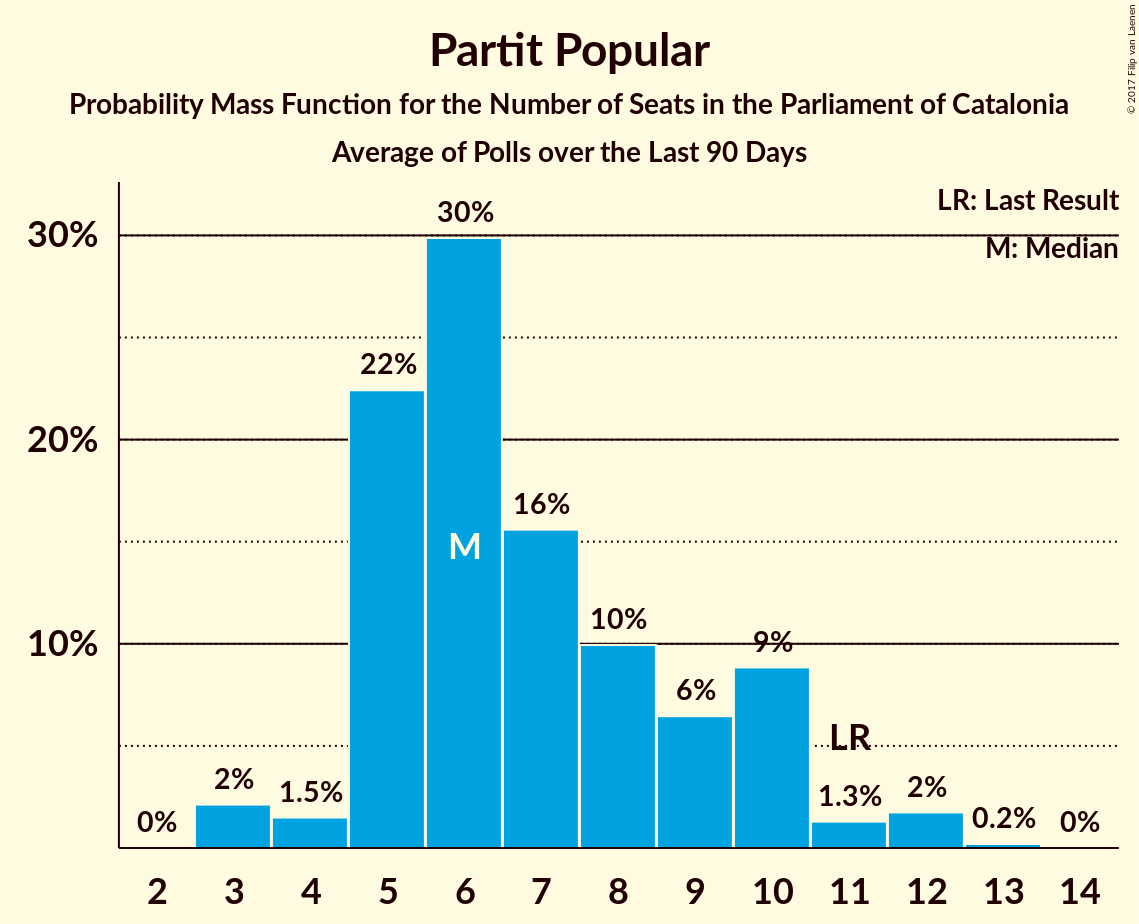 Partit Popular
Probability Mass Function for the Number of Seats in the Parliament of Catalonia
Average of Polls over the Last 90 Days
© 2017 Filip van Laenen
LR: Last Result
M: Median
30%
20%
10%
0%
2%
1.5%
22%
30%
M
16%
10%
6%
9%
LR
1.3%
2%
0.2%
0%
2 3 4 5 6 7 8 9 10 11 12 13 14